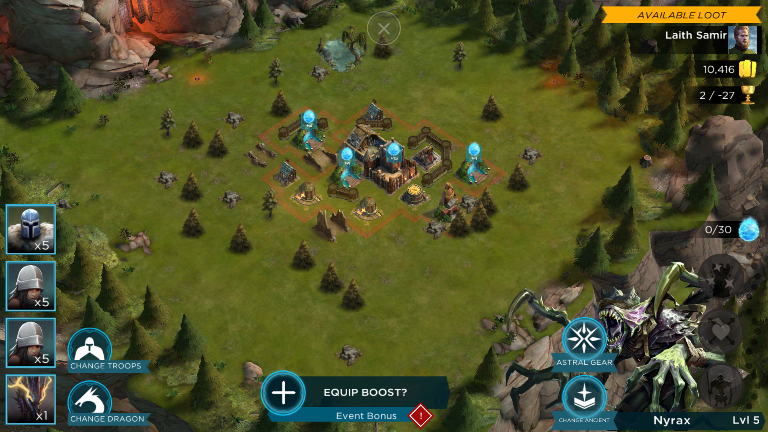 AVAILABLE LOOT
Laith Samir
10,416
2 / -27
0/30
x5
x5
x5
x1
CHANGE TROOPS
CHANGE DRAGON
EQUIP BOOST?
Event Bonus !
ASTRAL GEAR
CHANGE ANCIENT
Nyrax Lvl 5